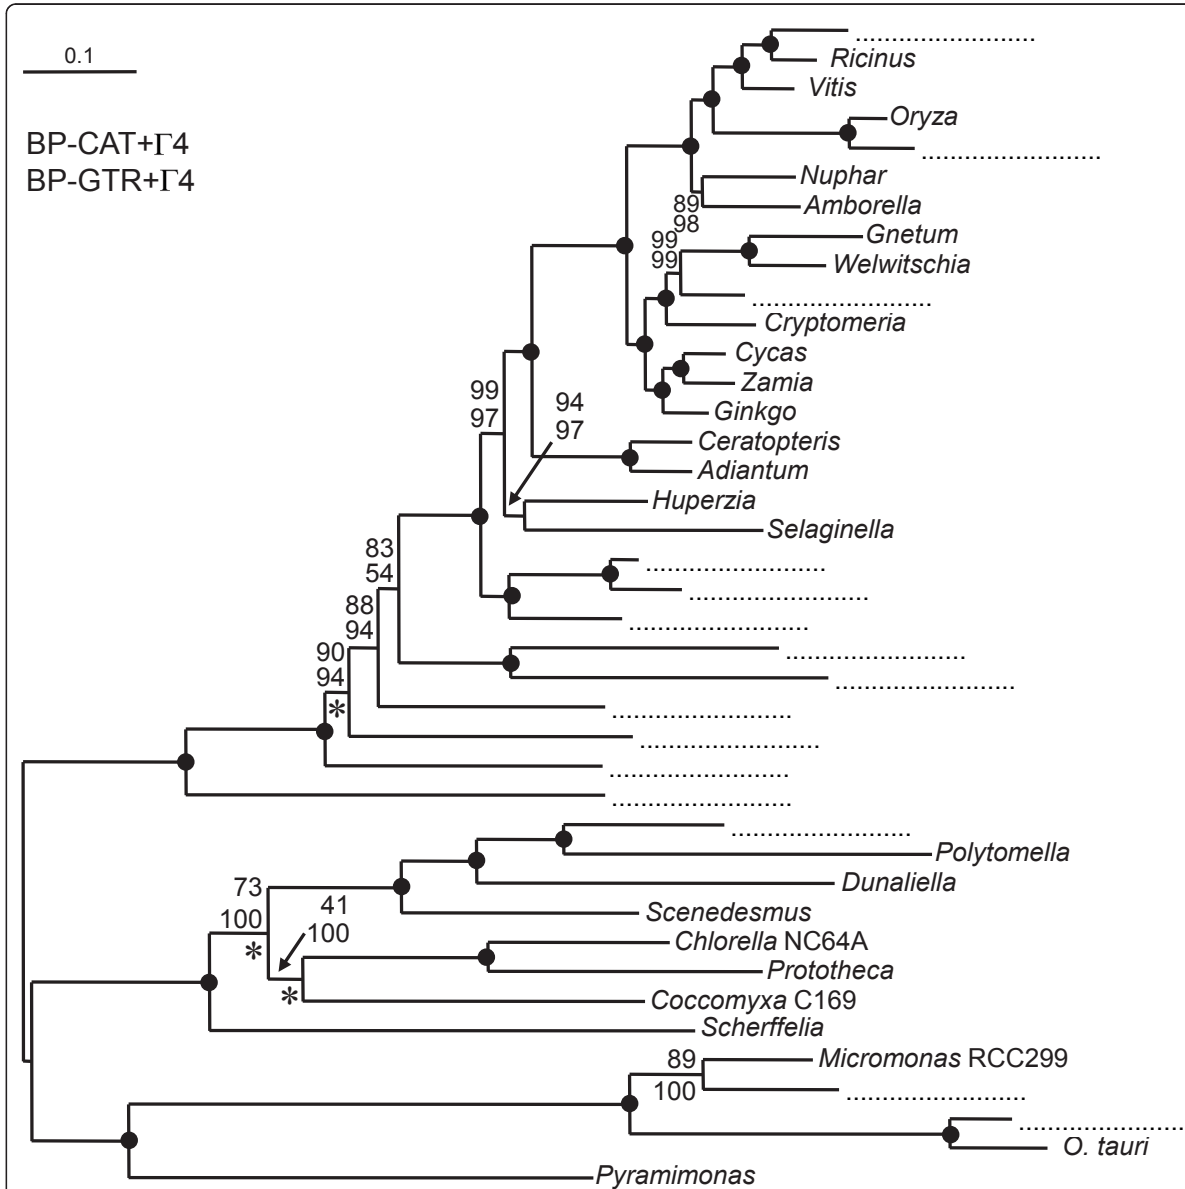 0.1
BP-CAT+Γ4
BP-GTR+Γ4
Ricinus
Vitis
Oryza
Nuphar
89
Amborella
98
Gnetum
99
99
Welwitschia
Cryptomeria
Cycas
Zamia
99
94
Ginkgo
97
97
Ceratopteris
Adiantum
Huperzia
Selaginella
83
54
88
94
90
94
*
Polytomella
Dunaliella
73
41
Scenedesmus
100
100
*
Chlorella NC64A
Prototheca
*
Coccomyxa C169
Scherffelia
89
Micromonas RCC299
100
O. tauri
Pyramimonas